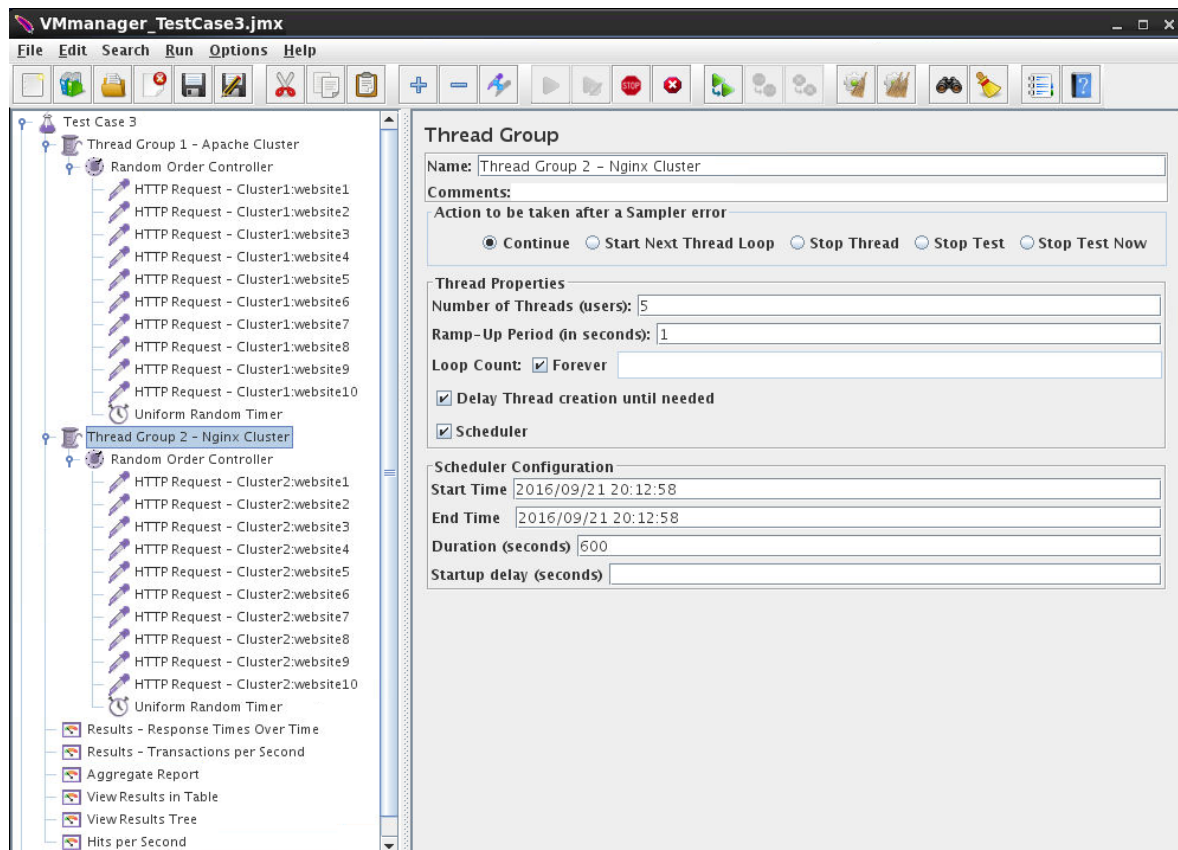 VMmanager_TestCase3.jmx
File Edit Search Run Options Help
STOP
?
Test Case 3
Thread Group 1 – Apache Cluster
Random Order Controller
HTTP Request – Cluster1:website1
HTTP Request – Cluster1:website2
HTTP Request – Cluster1:website3
HTTP Request – Cluster1:website4
HTTP Request – Cluster1:website5
HTTP Request – Cluster1:website6
HTTP Request – Cluster1:website7
HTTP Request – Cluster1:website8
HTTP Request – Cluster1:website9
HTTP Request – Cluster1:website10
Uniform Random Timer
Thread Group 2 – Nginx Cluster
Random Order Controller
HTTP Request – Cluster2:website1
HTTP Request – Cluster2:website2
HTTP Request – Cluster2:website3
HTTP Request – Cluster2:website4
HTTP Request – Cluster2:website5
HTTP Request – Cluster2:website6
HTTP Request – Cluster2:website7
HTTP Request – Cluster2:website8
HTTP Request – Cluster2:website9
HTTP Request – Cluster2:website10
Uniform Random Timer
Results – Response Times Over Time
Results – Transactions per Second
Aggregate Report
View Results in Table
View Results Tree
Hits per Second
Thread Group
Name: Thread Group 2 – Nginx Cluster
Comments:
Action to be taken after a Sampler error
Continue Start Next Thread Loop Stop Thread Stop Test Stop Test Now
Thread Properties
Number of Threads (users): 5
Ramp-Up Period (in seconds): 1
Loop Count: Forever
Delay Thread creation until needed
Scheduler
Scheduler Configuration
Start Time 2016/09/21 20:12:58
End Time 2016/09/21 20:12:58
Duration (seconds) 600
Startup delay (seconds)